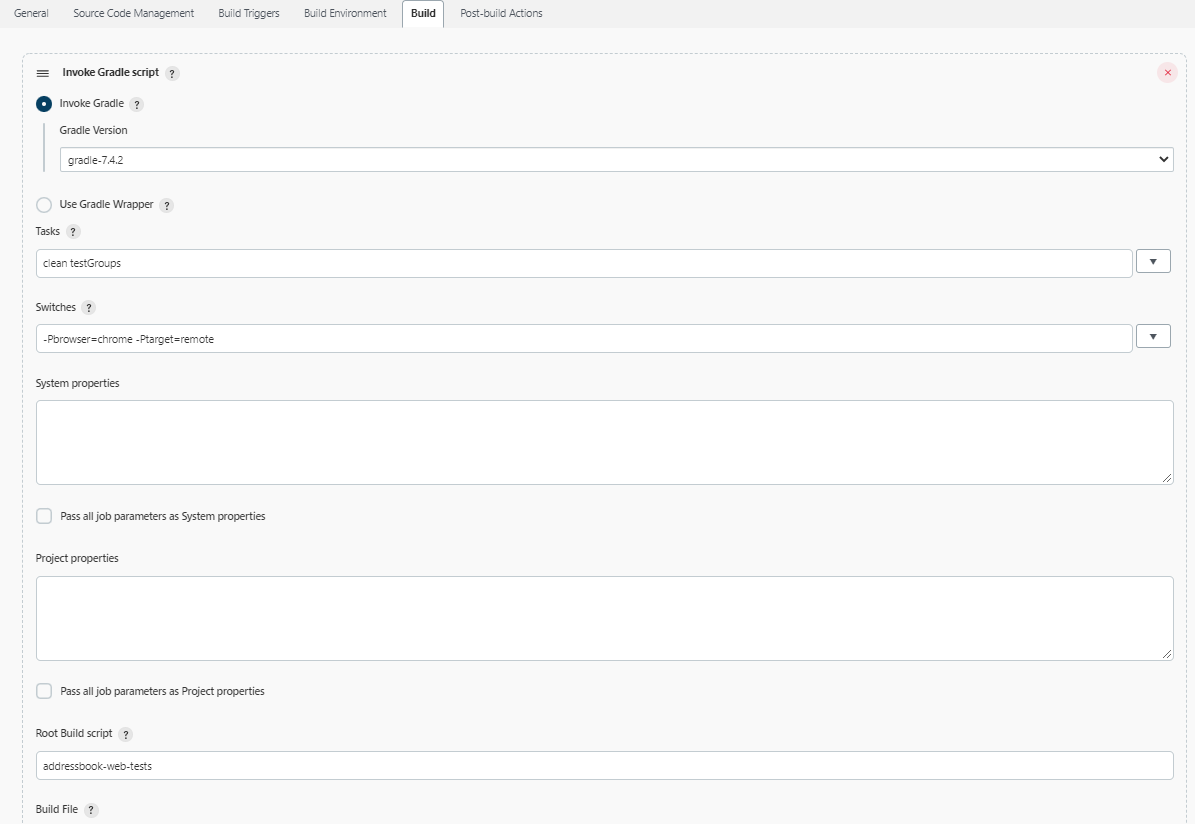 General Source Code Management Build Triggers Build Environment Build Post-build Actions
Invoke Gradle script ?
Invoke Gradle ?
Gradle Version
gradle-7.4.2
Use Gradle Wrapper ?
Tasks ?
clean testGroups
Switches ?
-Pbrowser=chrome -Ptarget=remote
System properties
Pass all job parameters as System properties
Project properties
Pass all job parameters as Project properties
Root Build script ?
addressbook-web-tests
Build File ?